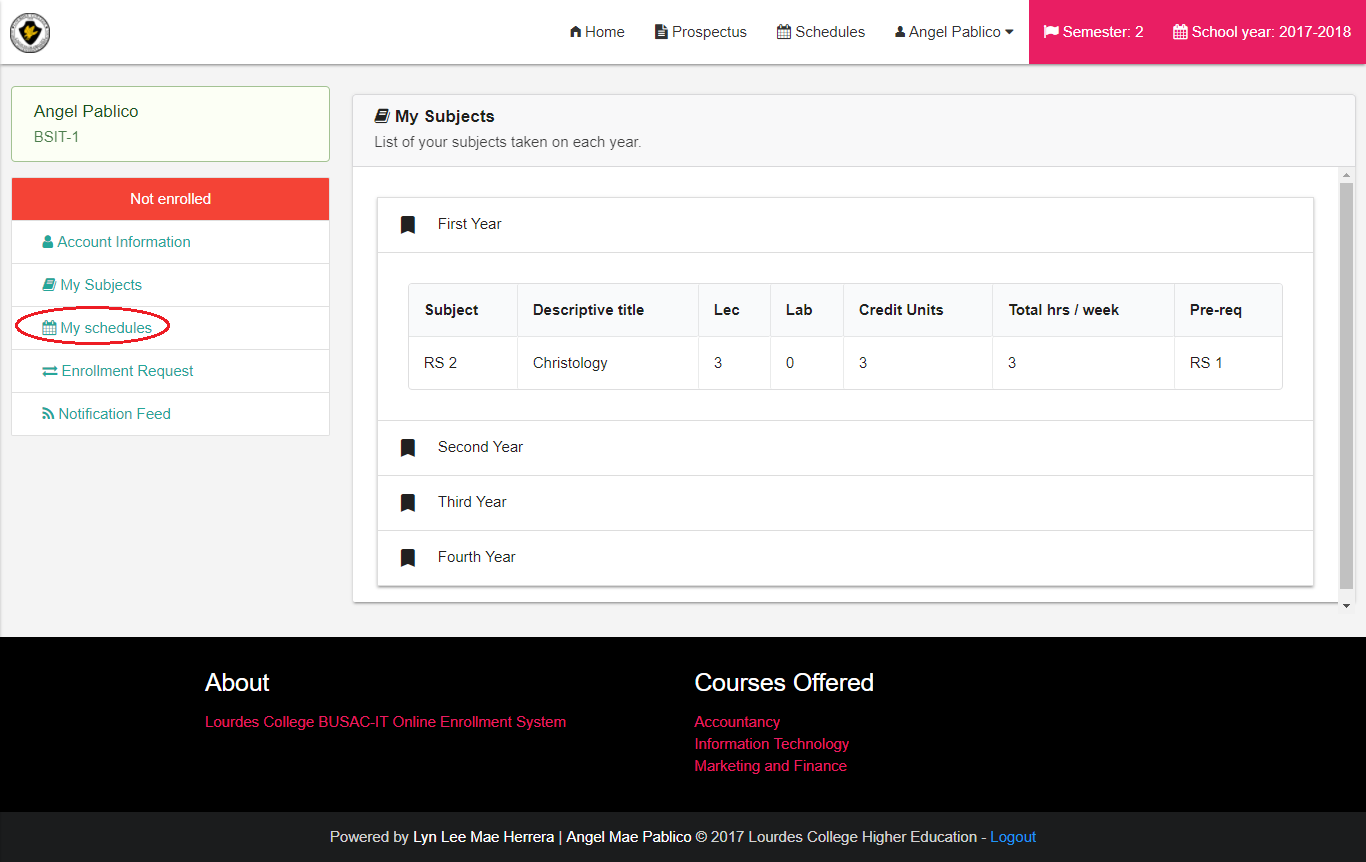 Home Prospectus Schedules Angel Pablico Semester: 2 School year: 2017-2018
Angel Pablico
BSIT-1
Not enrolled
Account Information
My Subjects
My schedules
Enrollment Request
Notification Feed
My Subjects
List of your subjects taken on each year.
First Year
Subject Descriptive title Lec Lab Credit Units Total hrs / week Pre-req
RS 2 Christology 3 0 3 3 RS 1
Second Year
Third Year
Fourth Year
About
Lourdes College BUSAC-IT Online Enrollment System
Courses Offered
Accountancy
Information Technology
Marketing and Finance
Powered by Lyn Lee Mae Herrera | Angel Mae Pablico © 2017 Lourdes College Higher Education - Logout